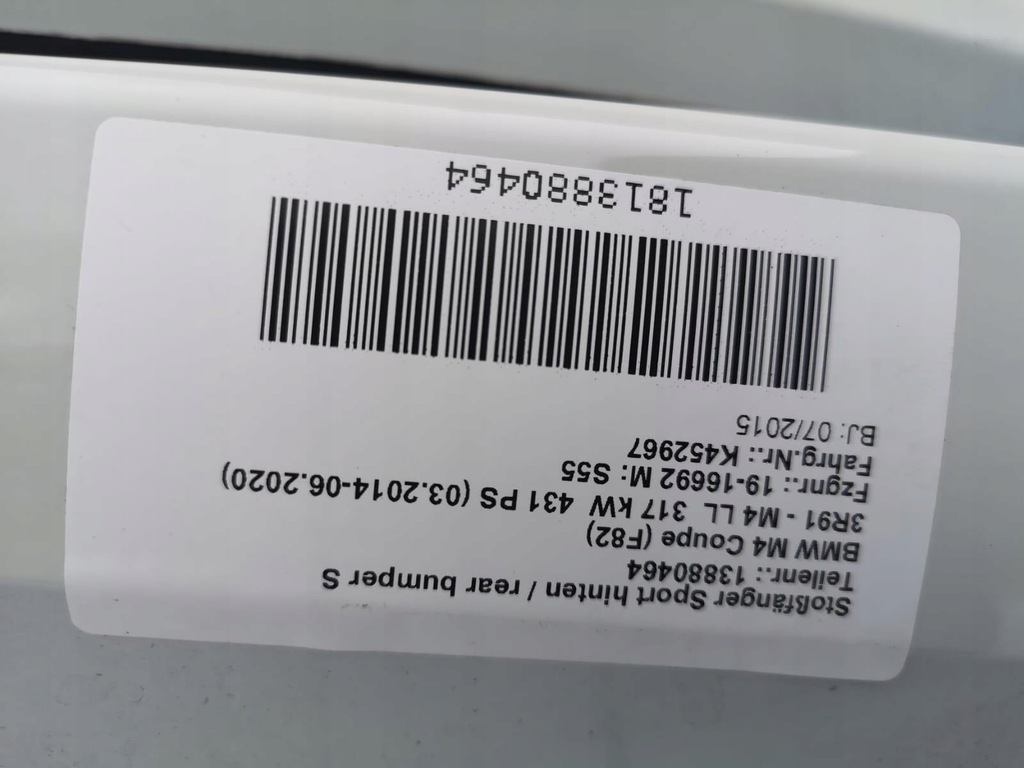 Stoßfänger Sport hinten / rear bumper S
Teilenr.: 13880464
BMW M4 Coupe (F82)
3R91 - M4 LL 317 kW 431 PS (03.2014-06.2020)
Fzgnr.: 19-16692 M: S55
Fahrg.Nr.: K452967
BJ: 07/2015
1813880464